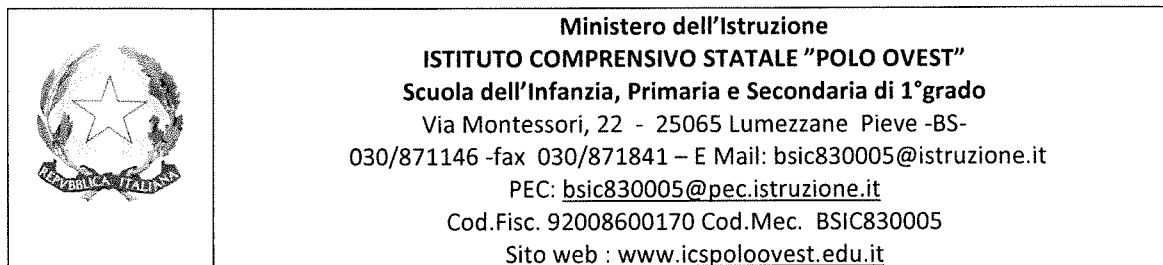 REPVBBLICA ITALIANA
Ministero dell'Istruzione
ISTITUTO COMPRENSIVO STATALE "POLO OVEST"
Scuola dell'Infanzia, Primaria e Secondaria di 1°grado
Via Montessori, 22 - 25065 Lumezzane Pieve -BS-
030/871146 -fax 030/871841 – E Mail: bsic830005@istruzione.it
PEC: bsic830005@pec.istruzione.it
Cod.Fisc. 92008600170 Cod.Mec. BSIC830005
Sito web : www.icspoloovest.edu.it